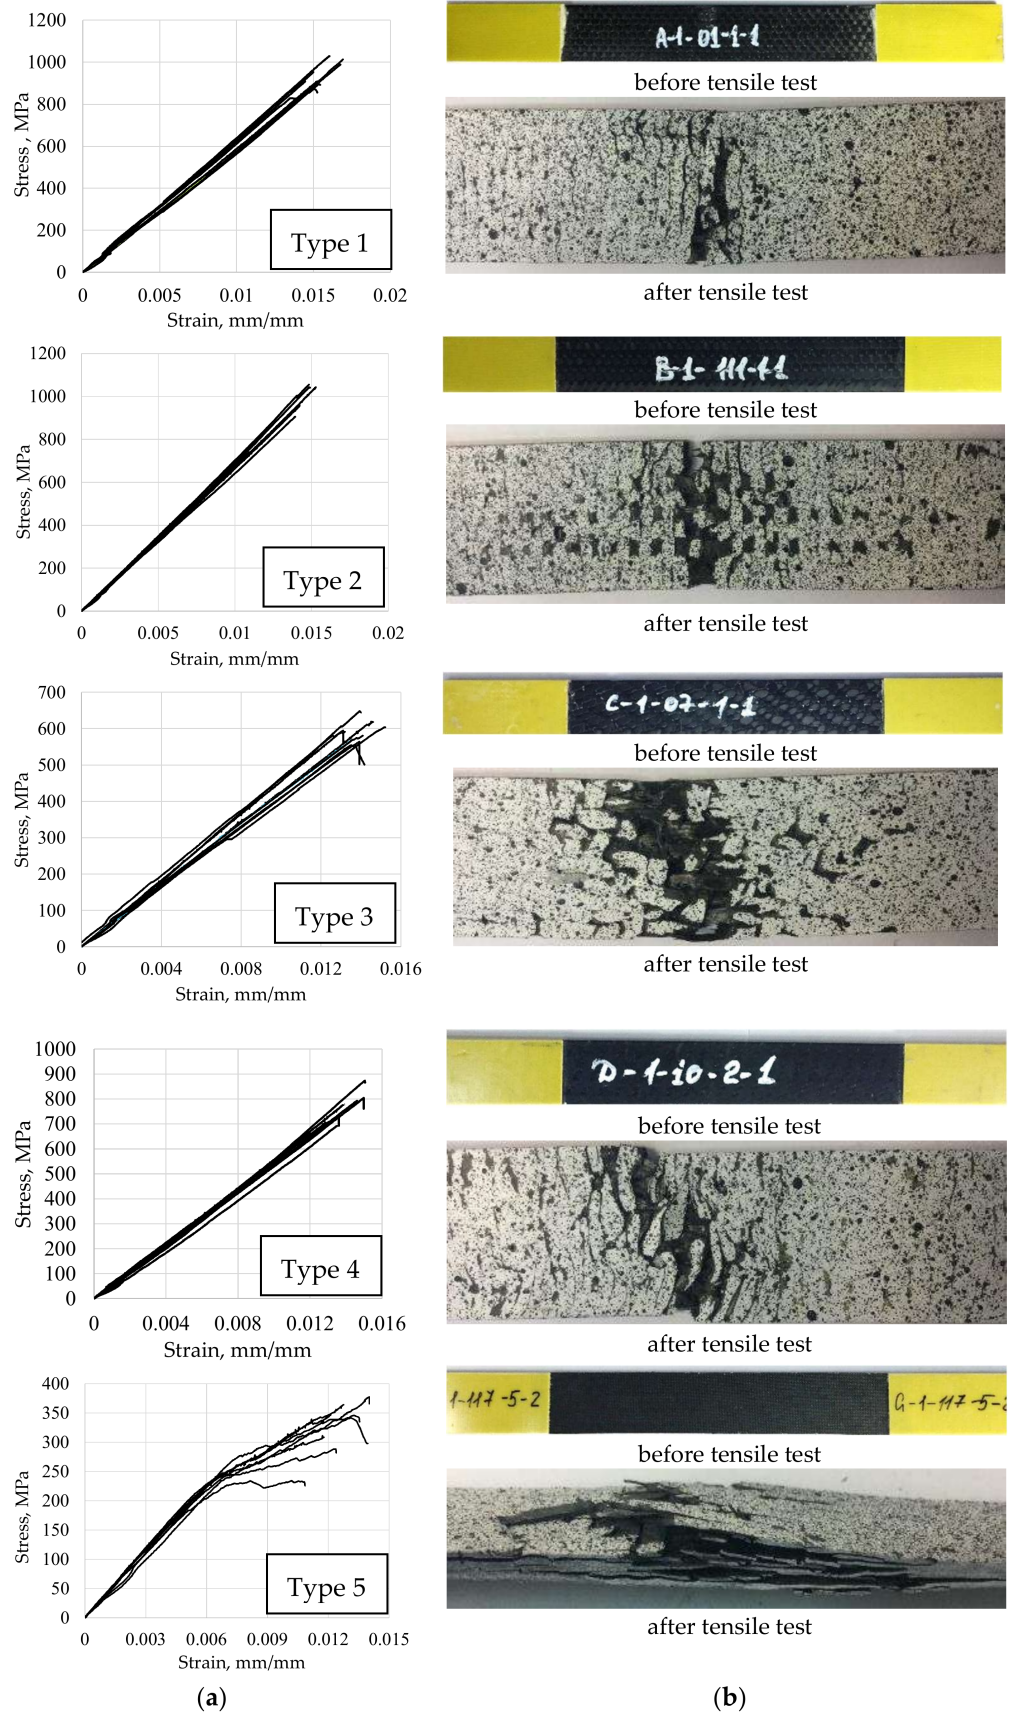 1200
1000
800
600
400
200
0
Stress , MPa
Type 1
0 0.005 0.01 0.015 0.02
Strain, mm/mm
A-1-01-1-1
before tensile test
after tensile test
1200
1000
800
600
400
200
0
Stress, MPa
Type 2
0 0.005 0.01 0.015 0.02
Strain, mm/mm
B-1-111-1-1
before tensile test
after tensile test
700
600
500
400
300
200
100
0
Stress, MPa
Type 3
0 0.004 0.008 0.012 0.016
Strain, mm/mm
C-1-07-1-1
before tensile test
after tensile test
1000
900
800
700
600
500
400
300
200
100
0
Stress, MPa
Type 4
0 0.004 0.008 0.012 0.016
Strain, mm/mm
D-1-10-2-1
before tensile test
after tensile test
400
350
300
250
200
150
100
50
0
Stress, MPa
Type 5
0 0.003 0.006 0.009 0.012 0.015
Strain, mm/mm
1-117-5-2
G-1-117-5-2
before tensile test
after tensile test
(a)
(b)